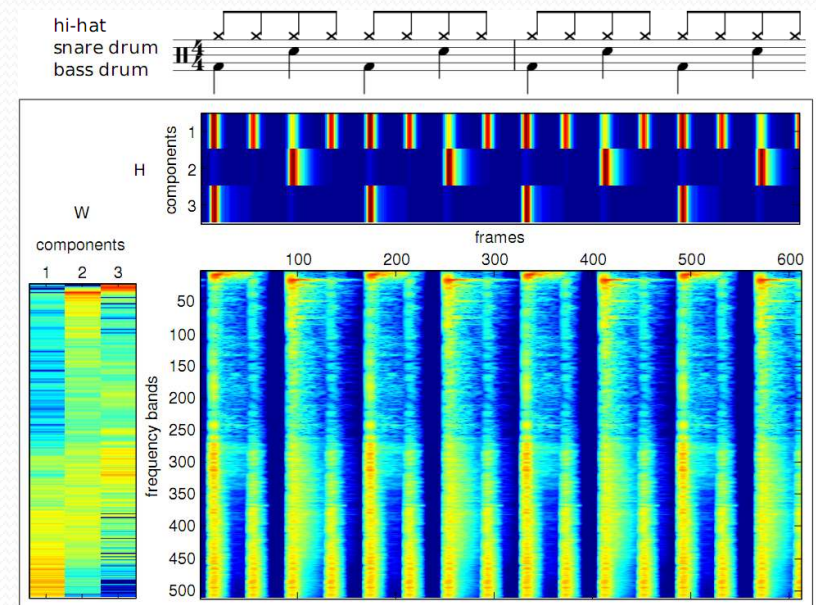 hi-hat
snare drum
bass drum
4
4
components
1
2
3
H
W
components
1 2 3
frames
100 200 300 400 500 600
frequency bands
50
100
150
200
250
300
350
400
450
500